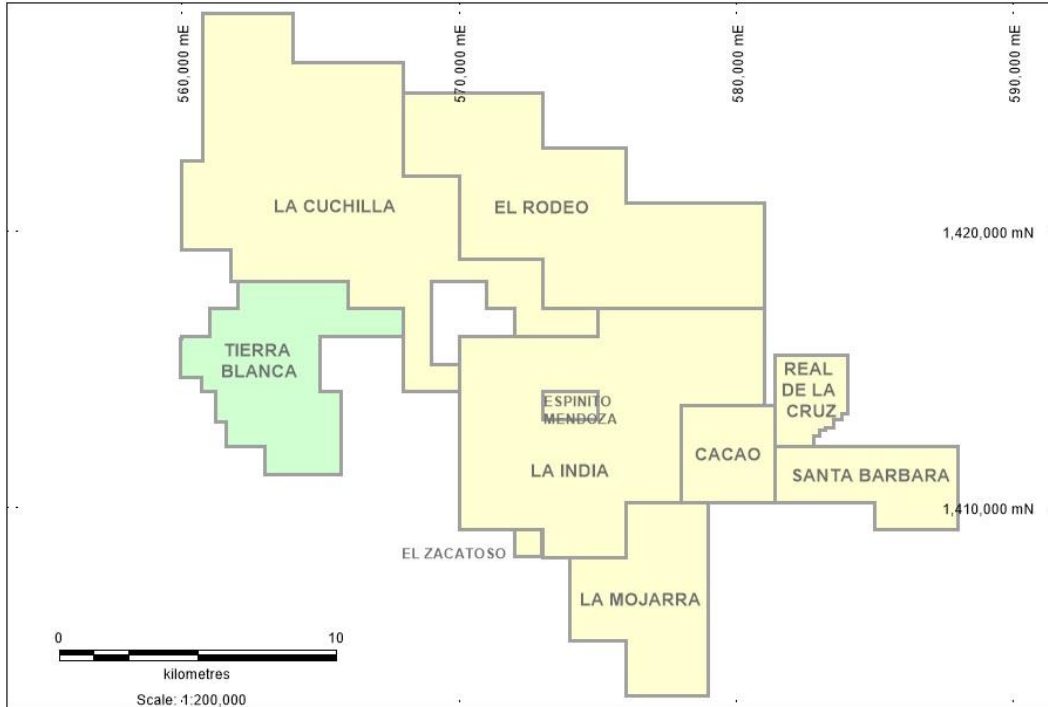 560,000 mE
570,000 mE
580,000 mE
590,000 mE
LA CUCHILLA
EL RODEO
1,420,000 mN
TIERRA
BLANCA
REAL
DE LA
CRUZ
ESPINITO
MENDOZA
CACAO
LA INDIA
SANTA BARBARA
1,410,000 mN
EL ZACATOSO
LA MOJARRA
0
10
kilometres
Scale: 1:200,000